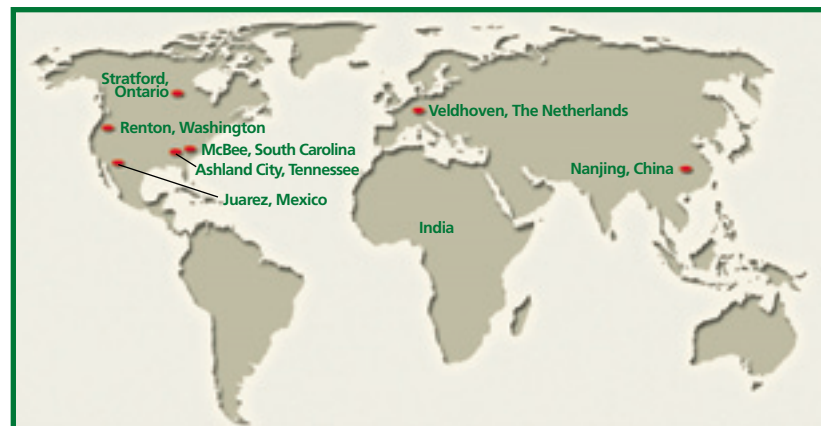 Stratford,
Ontario
Renton, Washington
McBee, South Carolina
Ashland City, Tennessee
Juarez, Mexico
Veldhoven, The Netherlands
Nanjing, China
India